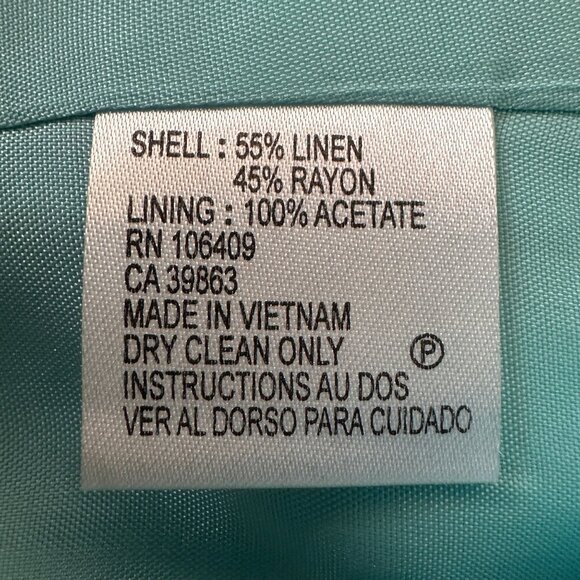 SHELL : 55% LINEN
45% RAYON
LINING : 100% ACETATE
RN 106409
CA 39863
MADE IN VIETNAM
DRY CLEAN ONLY Ⓟ
INSTRUCTIONS AU DOS
VER AL DORSO PARA CUIDADO